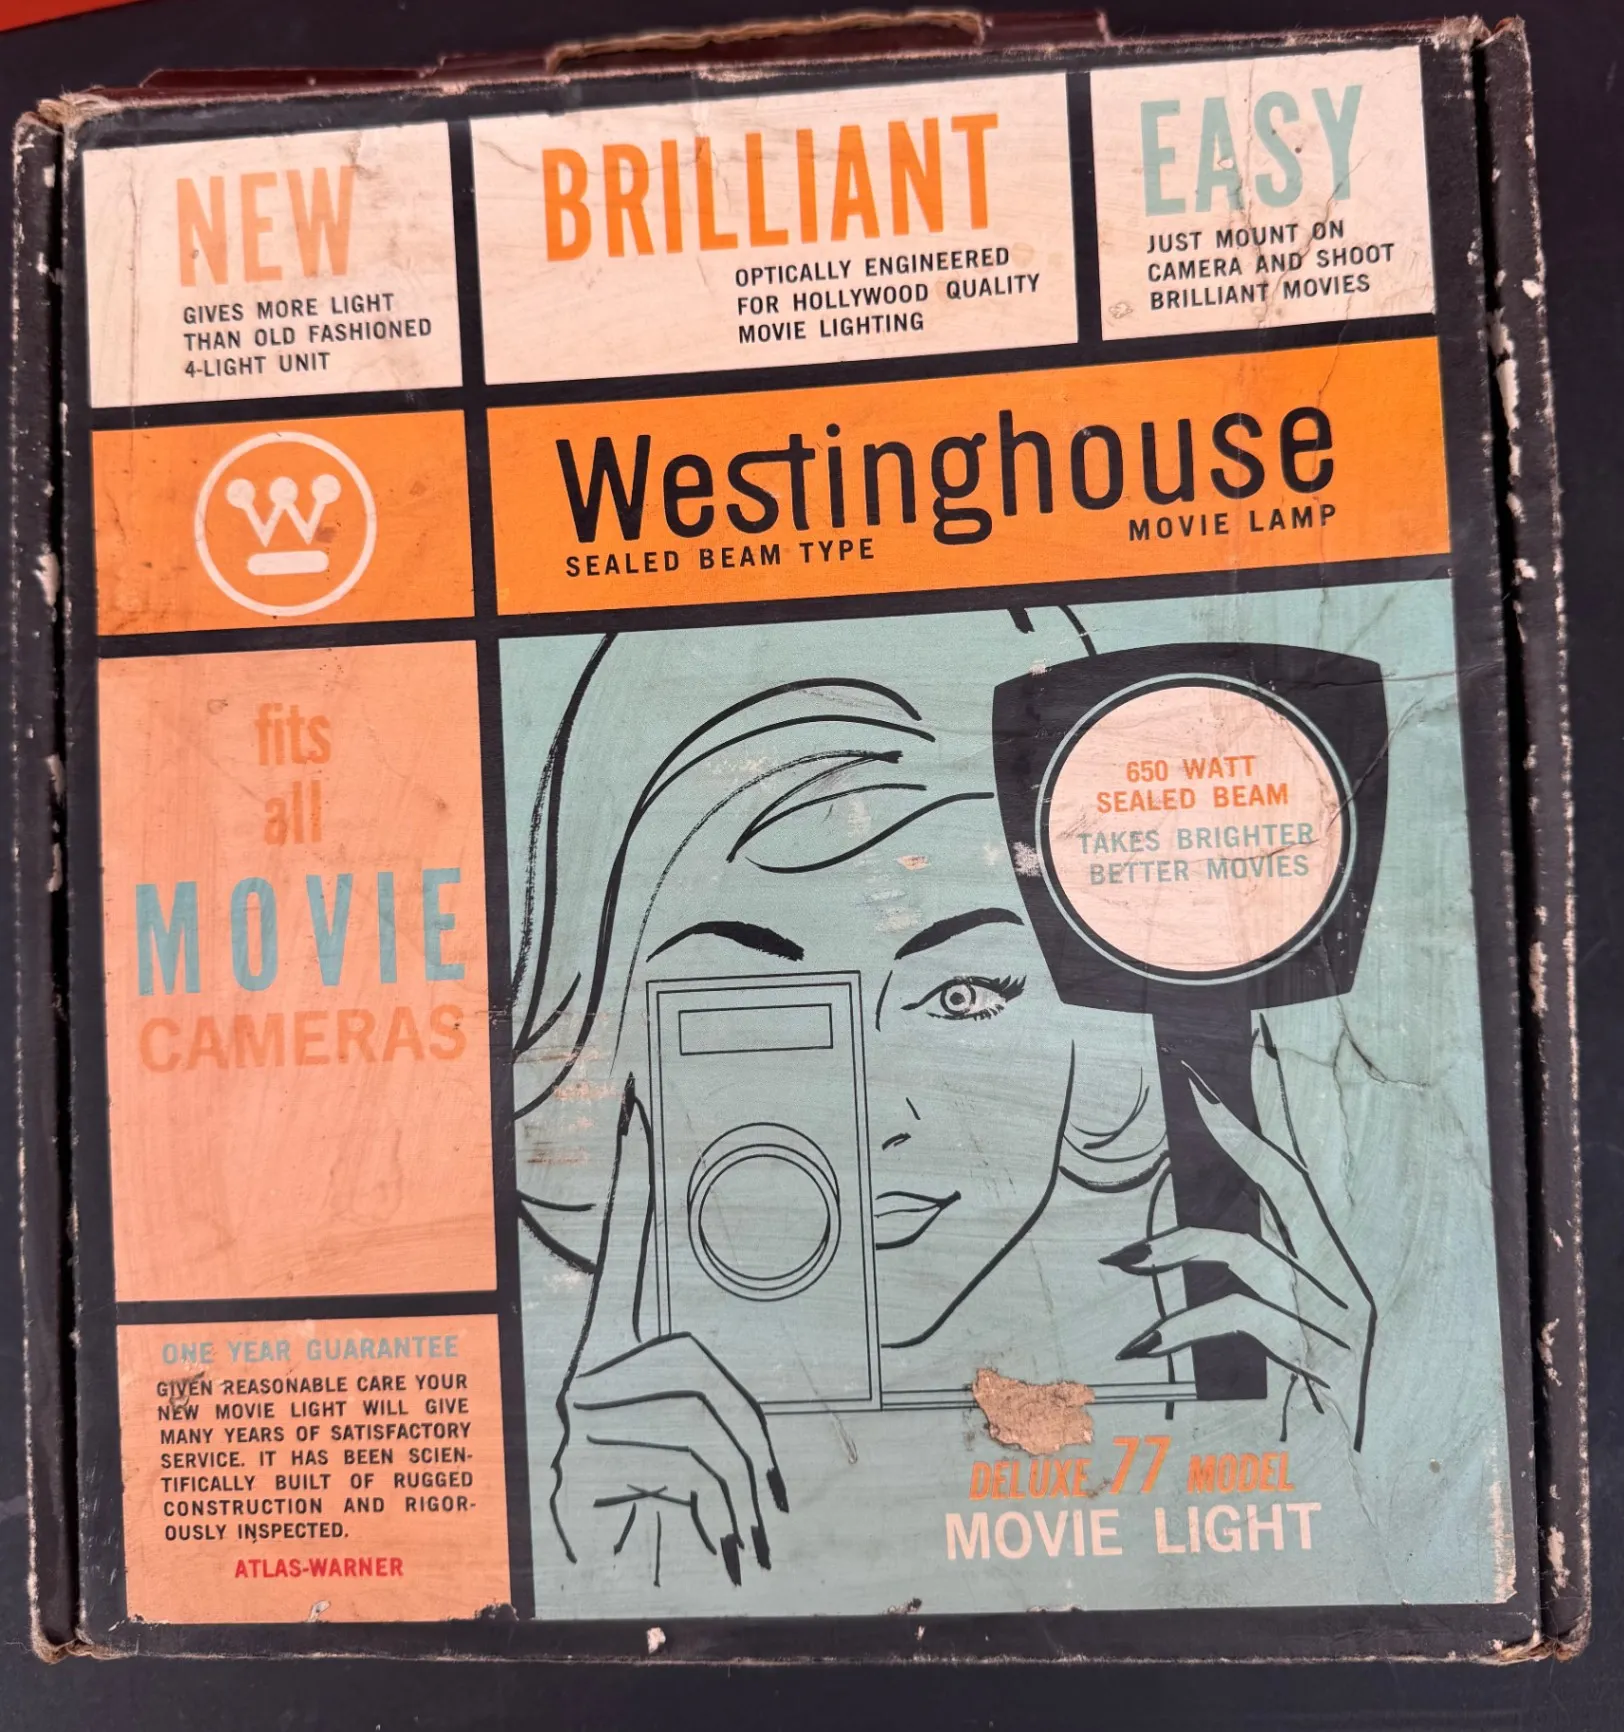 NEW
GIVES MORE LIGHT
THAN OLD FASHIONED
4-LIGHT UNIT
BRILLIANT
OPTICALLY ENGINEERED
FOR HOLLYWOOD QUALITY
MOVIE LIGHTING
EASY
JUST MOUNT ON
CAMERA AND SHOOT
BRILLIANT MOVIES
W
Westinghouse
SEALED BEAM TYPE
MOVIE LAMP
fits
all
MOVIE
CAMERAS
650 WATT
SEALED BEAM
TAKES BRIGHTER
BETTER MOVIES
ONE YEAR GUARANTEE
GIVEN REASONABLE CARE YOUR
NEW MOVIE LIGHT WILL GIVE
MANY YEARS OF SATISFACTORY
SERVICE. IT HAS BEEN SCIEN-
TIFICALLY BUILT OF RUGGED
CONSTRUCTION AND RIGOR-
OUSLY INSPECTED.
ATLAS-WARNER
DELUXE 77 MODEL
MOVIE LIGHT